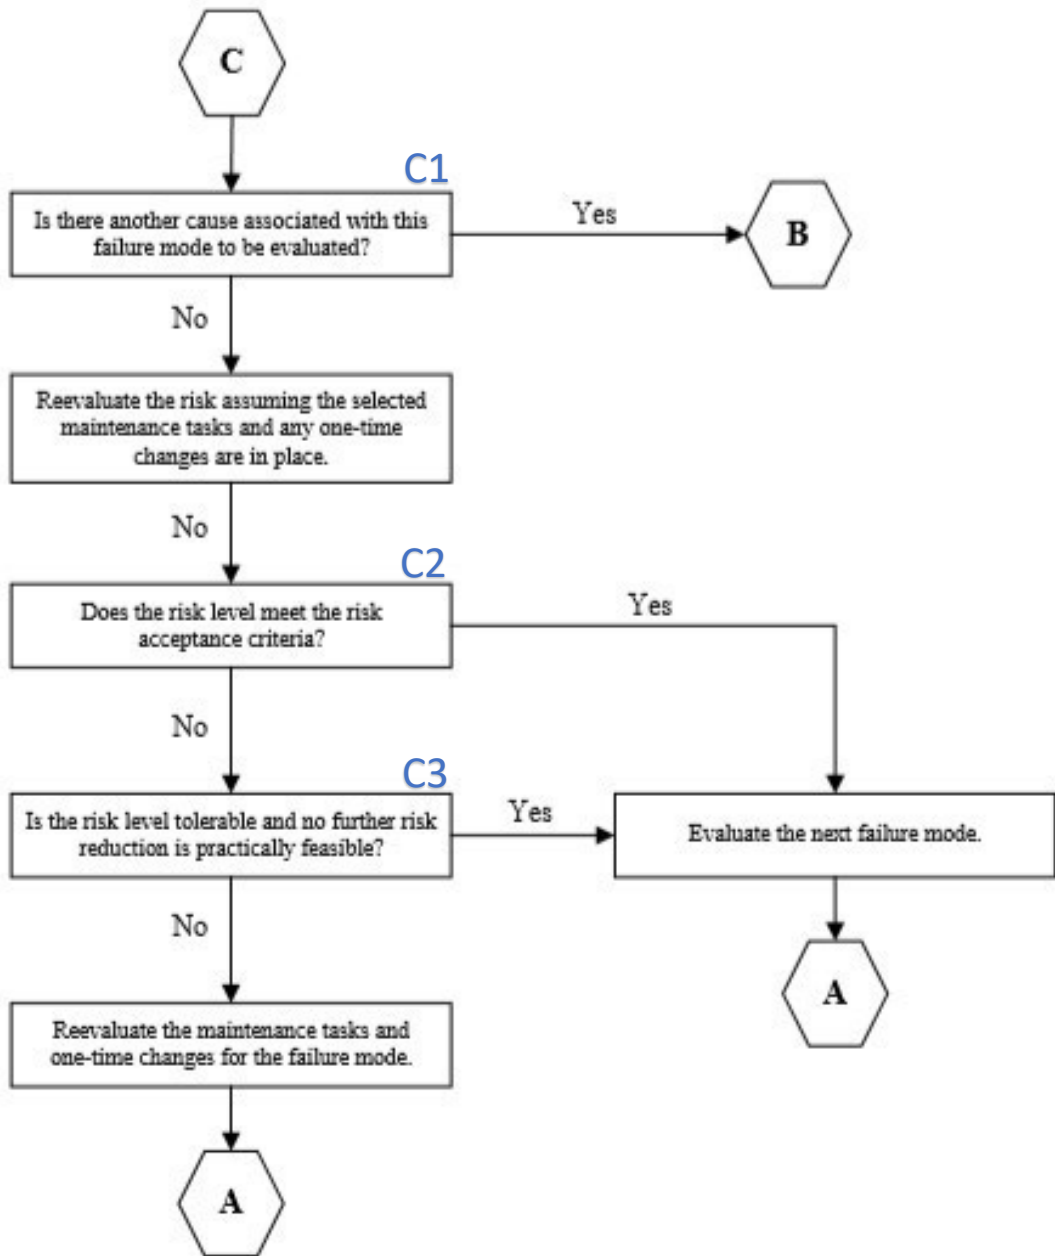 C
C1
Is there another cause associated with this
failure mode to be evaluated?
Yes
B
No
Reevaluate the risk assuming the selected
maintenance tasks and any one-time
changes are in place.
No
C2
Does the risk level meet the risk
acceptance criteria?
Yes
No
C3
Is the risk level tolerable and no further risk
reduction is practically feasible?
Yes
Evaluate the next failure mode.
No
A
Reevaluate the maintenance tasks and
one-time changes for the failure mode.
A